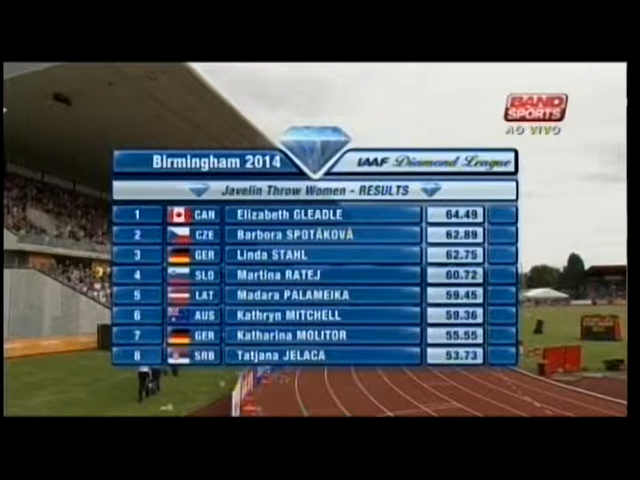 BAND
SPORTS
AO VIVO
Birmingham 2014 IAAF Diamond League
Javelin Throw Women - RESULTS
1 CAN Elizabeth GLEADLE 64.49
2 CZE Barbora SPOTÁKOVÁ 62.89
3 GER Linda STAHL 62.75
4 SLO Martina RATEJ 60.72
5 LAT Madara PALAMEIKA 59.45
6 AUS Kathryn MITCHELL 59.36
7 GER Katharina MOLITOR 55.55
8 SRB Tatjana JELACA 53.73